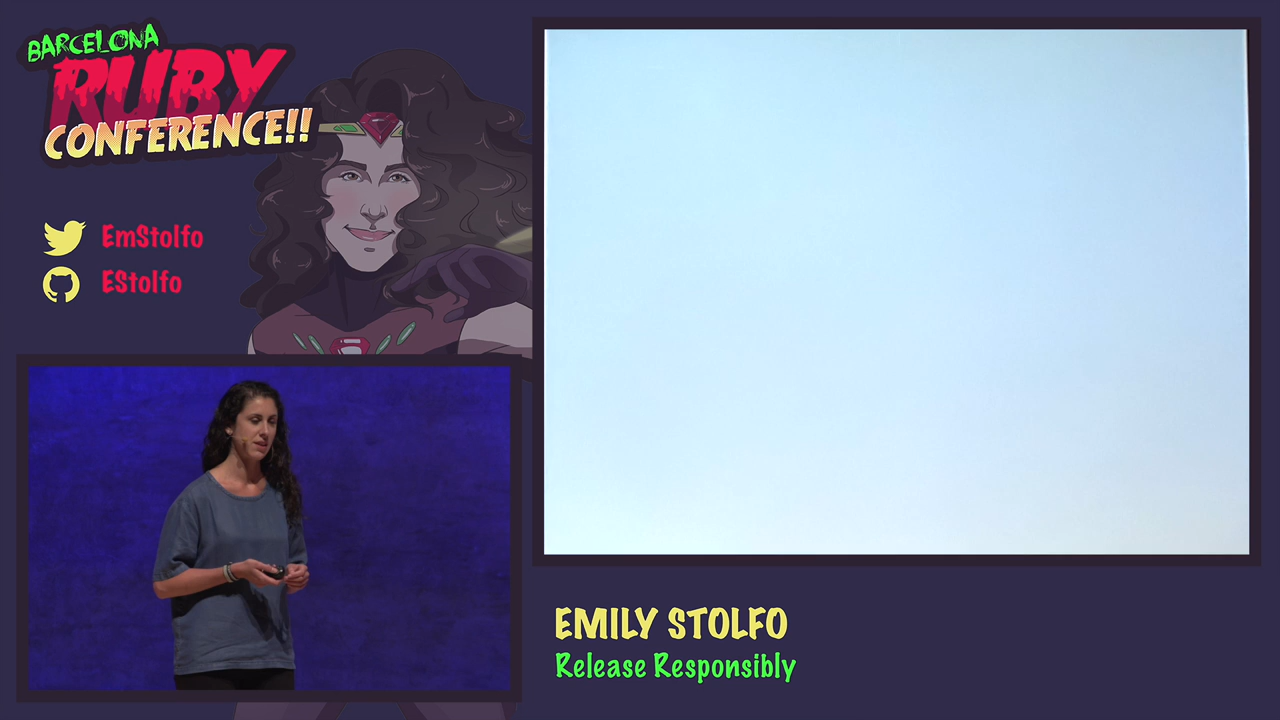 BARCELONA
RUBY
CONFERENCE!!
EmStolfo
EStolfo
EMILY STOLFO
Release Responsibly